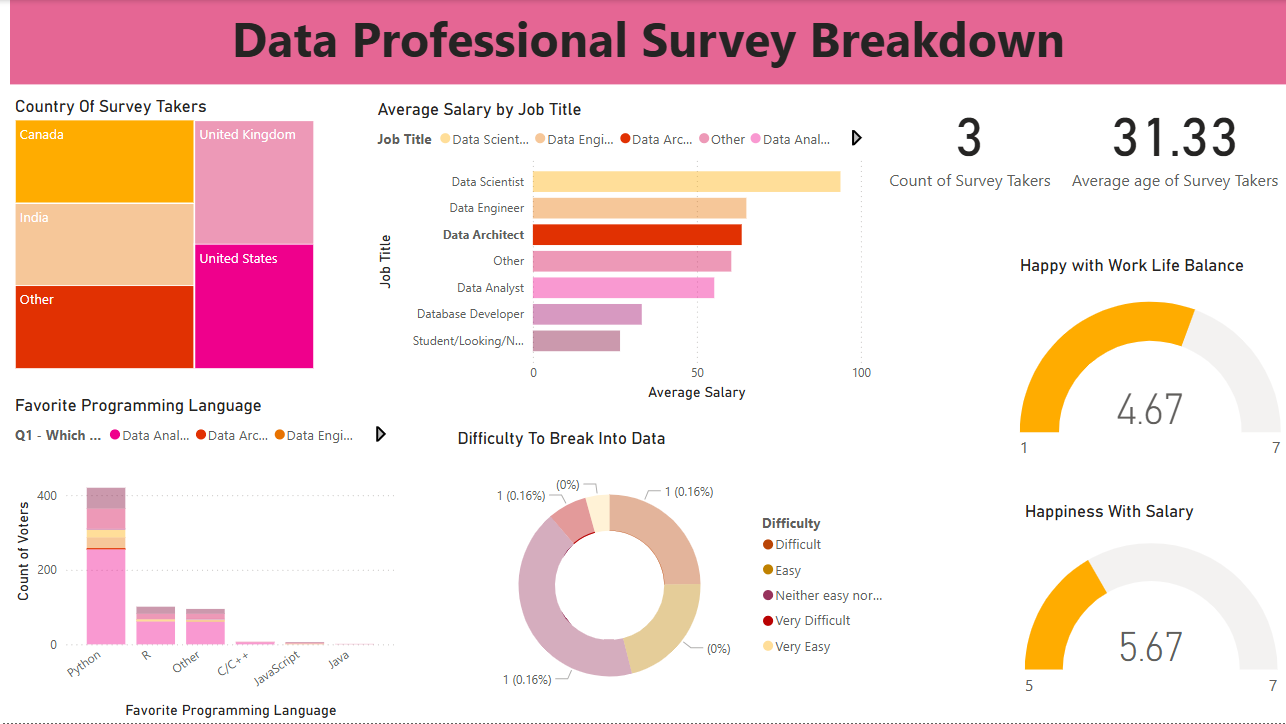 Data Professional Survey Breakdown
Country Of Survey Takers
Canada
United Kingdom
India
United States
Other
Average Salary by Job Title
Job Title Data Scient... Data Engi... Data Arc... Other Data Anal...
Job Title
Data Scientist
Data Engineer
Data Architect
Other
Data Analyst
Database Developer
Student/Looking/N...
0 50 100
Average Salary
3
Count of Survey Takers
31.33
Average age of Survey Takers
Happy with Work Life Balance
4.67
1 7
Favorite Programming Language
Q1 - Which ... Data Anal... Data Arc... Data Engi...
Count of Voters
400
200
0
Python R Other C/C++ JavaScript Java
Favorite Programming Language
Difficulty To Break Into Data
(0%)
1 (0.16%)
1 (0.16%)
(0%)
1 (0.16%)
Difficulty
Difficult
Easy
Neither easy nor...
Very Difficult
Very Easy
Happiness With Salary
5.67
5 7